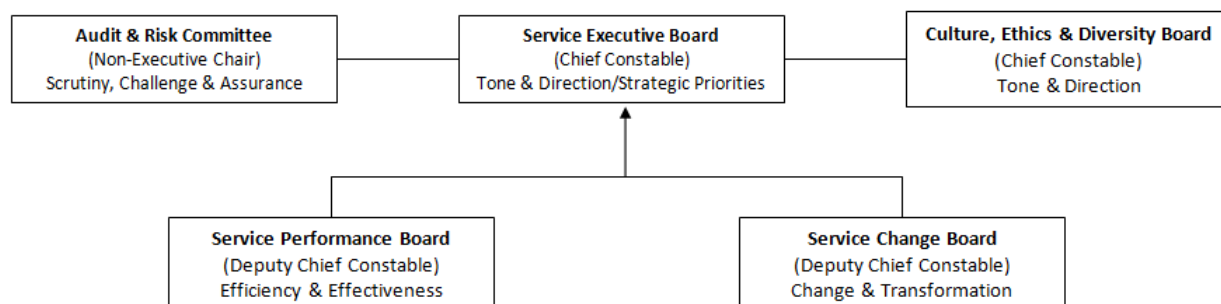 Audit & Risk Committee
(Non-Executive Chair)
Scrutiny, Challenge & Assurance
Service Executive Board
(Chief Constable)
Tone & Direction/Strategic Priorities
Culture, Ethics & Diversity Board
(Chief Constable)
Tone & Direction
Service Performance Board
(Deputy Chief Constable)
Efficiency & Effectiveness
Service Change Board
(Deputy Chief Constable)
Change & Transformation